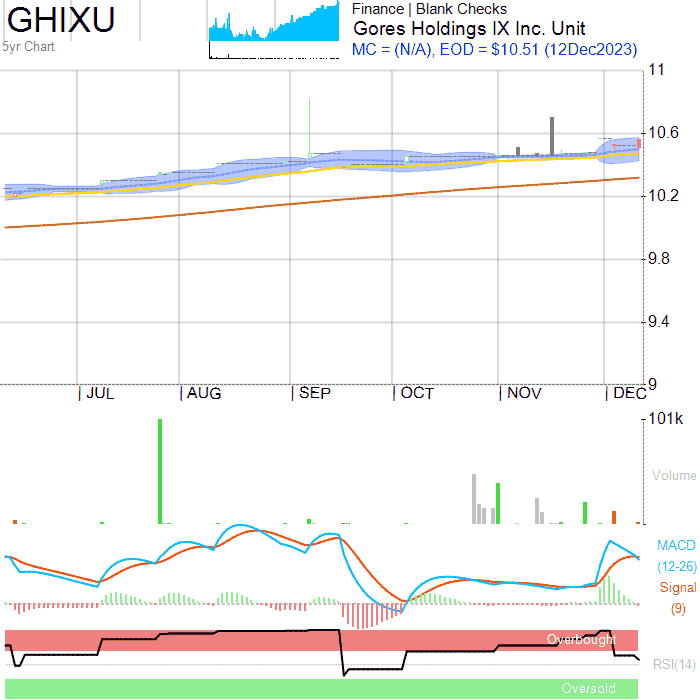 GHIXU
5yr Chart
Finance | Blank Checks
Gores Holdings IX Inc. Unit
MC = (N/A), EOD = $10.51 (12Dec2023)
11
10.6
10.2
9.8
9.4
9
| JUL | AUG | SEP | OCT | NOV | DEC
101k
Volume
MACD
(12-26)
Signal
(9)
Overbought
RSI(14)
Oversold